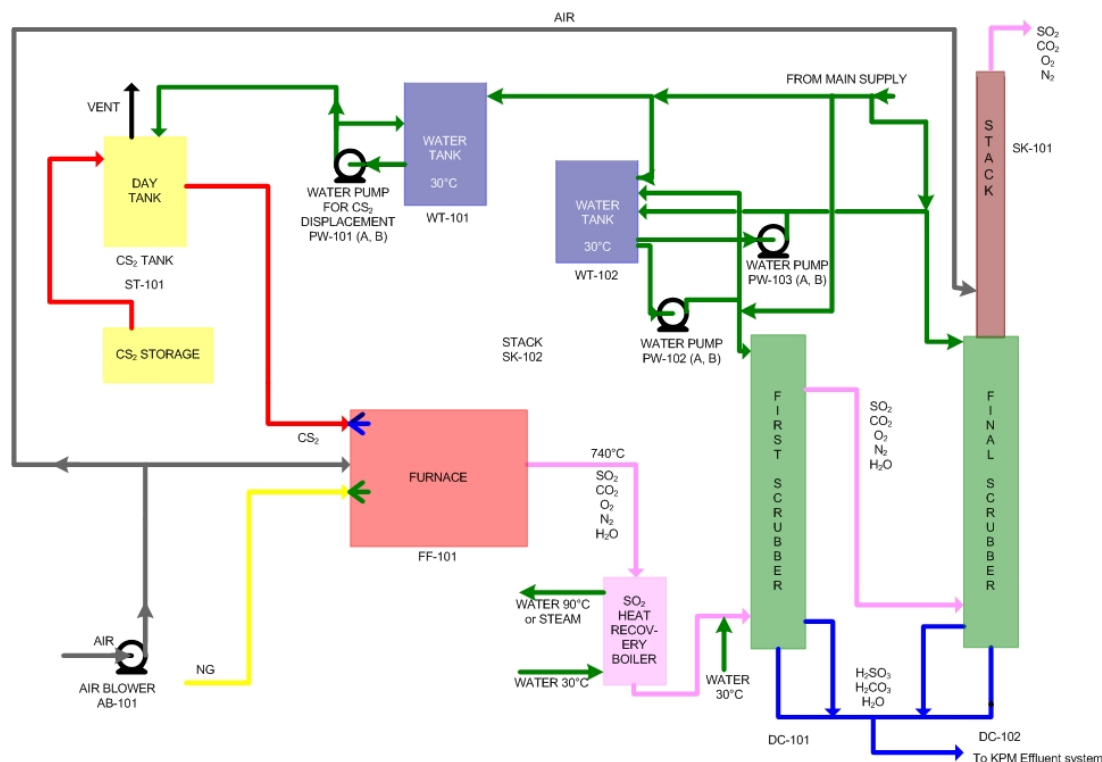 AIR
SO₂
CO₂
O₂
N₂
FROM MAIN SUPPLY
VENT
DAY
TANK
CS₂ TANK
ST-101
WATER
TANK
30°C
WT-101
WATER PUMP
FOR CS₂
DISPLACEMENT
PW-101 (A, B)
WATER
TANK
30°C
WT-102
WATER PUMP
PW-103 (A, B)
WATER PUMP
PW-102 (A, B)
STACK
SK-101
CS₂ STORAGE
STACK
SK-102
CS₂
FURNACE
FF-101
740°C
SO₂
CO₂
O₂
N₂
H₂O
FIRST SCRUBBER
SO₂
CO₂
O₂
N₂
H₂O
FINAL SCRUBBER
AIR
AIR BLOWER
AB-101
NG
WATER 90°C
or STEAM
WATER 30°C
SO₂
HEAT
RECOV-
ERY
BOILER
WATER
30°C
H₂SO₃
H₂CO₃
H₂O
DC-101
DC-102
To KPM Effluent system